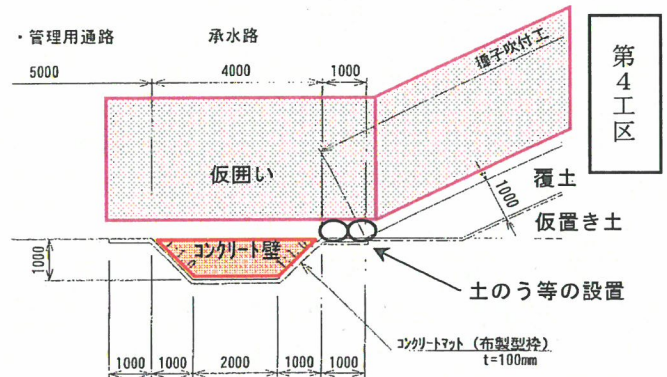 ・管理用通路
承水路
5000
4000
1000
種子吹付工
第4工区
仮囲い
覆土
1000
仮置き土
コンクリート壁
1000
土のう等の設置
コンクリートマット（布製型枠）
t=100mm
1000
1000
2000
1000
1000